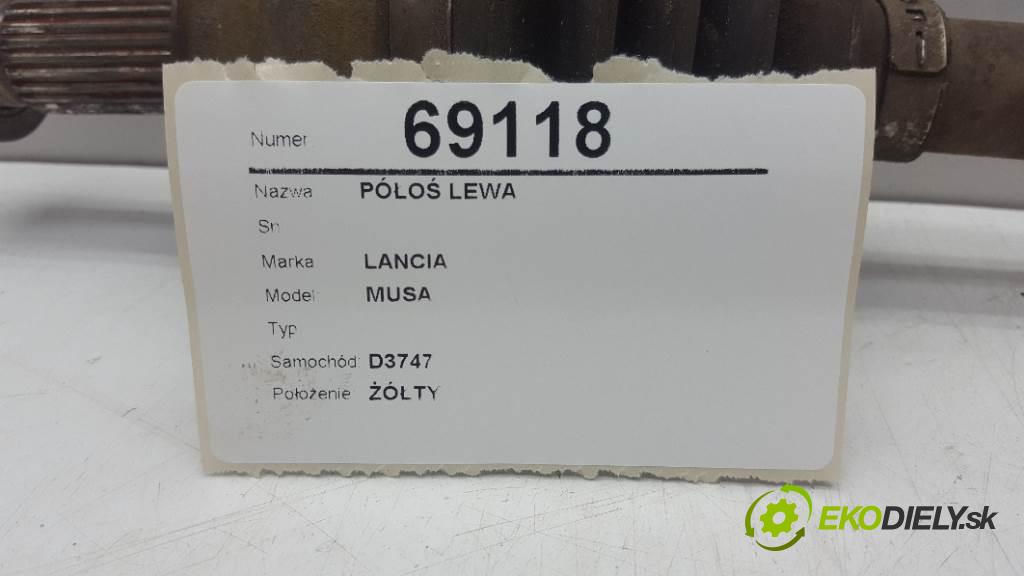 Numer 69118
Nazwa PÓŁOŚ LEWA
Sn
Marka LANCIA
Model: MUSA
Typ
Samochód: D3747
Położenie ŻÓŁTY
EKODIELY.sk